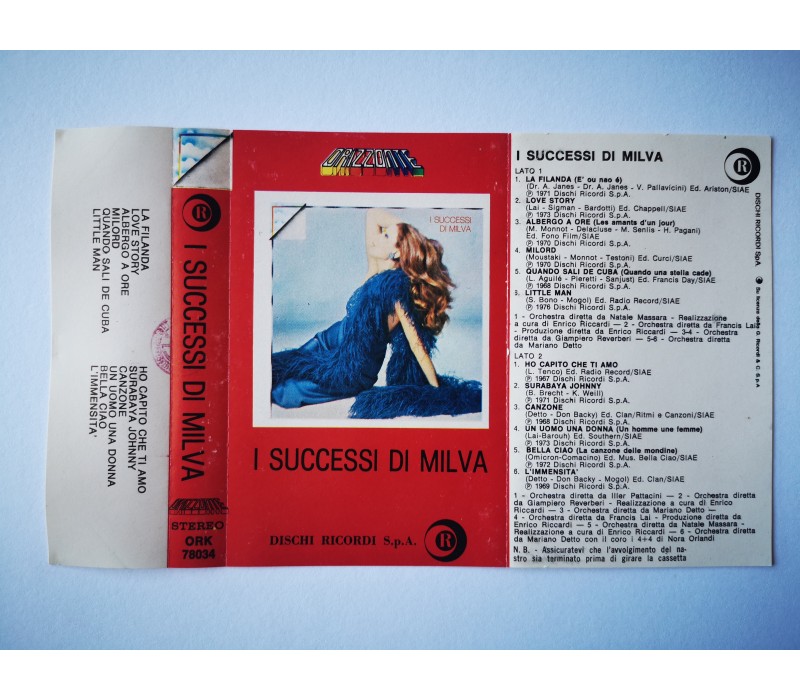 LA FILANDA
LOVE STORY
ALBERGO A ORE
MILORD
QUANDO SALI DE CUBA
LITTLE MAN
HO CAPITO CHE TI AMO
SURABAYA JOHNNY
CANZONE
UN UOMO UNA DONNA
BELLA CIAO
L'IMMENSITA'
R
I SUCCESSI DI MILVA
ORIZZONTE
STEREO
ORK
78034
ORIZZONTE
I SUCCESSI
DI MILVA
I SUCCESSI DI MILVA
DISCHI RICORDI S.p.A.
R
I SUCCESSI DI MILVA
R
DISCHI RICORDI SpA
Su licenza della G. Ricordi & C. S.p.A
LATO 1
1. LA FILANDA (E' ou nao é)
(Dr. A. Janes - Dr. A. Janes - V. Pallavicini) Ed. Ariston/SIAE
℗ 1971 Dischi Ricordi S.p.A.
2. LOVE STORY
(Lai - Sigman - Bardotti) Ed. Chappell/SIAE
℗ 1973 Dischi Ricordi S.p.A.
3. ALBERGO A ORE (Les amants d'un jour)
(M. Monnot - Delacluse - M. Senlis - H. Pagani)
Ed. Fono Film/SIAE
℗ 1970 Dischi Ricordi S.p.A.
4. MILORD
(Moustaki - Monnot - Testoni) Ed. Curci/SIAE
℗ 1970 Dischi Ricordi S.p.A.
5. QUANDO SALI DE CUBA (Quando una stella cade)
(L. Aguilé - Pieretti - Sanjust) Ed. Francis Day/SIAE
℗ 1968 Dischi Ricordi S.p.A.
6. LITTLE MAN
(S. Bono - Mogol) Ed. Radio Record/SIAE
℗ 1976 Dischi Ricordi S.p.A.
1 - Orchestra diretta da Natale Massara - Realizzazione
a cura di Enrico Riccardi — 2 - Orchestra diretta da Francis Lai
- Produzione diretta da Enrico Riccardi — 3-4 - Orchestra
diretta da Giampiero Reverberi — 5-6 - Orchestra diretta
da Mariano Detto
LATO 2
1. HO CAPITO CHE TI AMO
(L. Tenco) Ed. Radio Record/SIAE
℗ 1967 Dischi Ricordi S.p.A.
2. SURABAYA JOHNNY
(B. Brecht - K. Weill)
℗ 1971 Dischi Ricordi S.p.A.
3. CANZONE
(Detto - Don Backy) Ed. Clan/Ritmi e Canzoni/SIAE
℗ 1968 Dischi Ricordi S.p.A.
4. UN UOMO UNA DONNA (Un homme une femme)
(Lai-Barouh) Ed. Southern/SIAE
℗ 1973 Dischi Ricordi S.p.A.
5. BELLA CIAO (La canzone delle mondine)
(Omicron-Comacino) Ed. Mus. Bella Ciao/SIAE
℗ 1972 Dischi Ricordi S.p.A.
6. L'IMMENSITA'
(Detto - Don Backy - Mogol) Ed. Clan/SIAE
℗ 1969 Dischi Ricordi S.p.A.
1 - Orchestra diretta da Iller Pattacini — 2 - Orchestra diretta
da Giampiero Reverberi - Realizzazione a cura di Enrico
Riccardi — 3 - Orchestra diretta da Mariano Detto —
4 - Orchestra diretta da Francis Lai - Produzione diretta da
Enrico Riccardi — 5 - Orchestra diretta da Natale Massara -
Realizzazione a cura di Enrico Riccardi — 6 - Orchestra diretta
da Mariano Detto con il coro i 4+4 di Nora Orlandi
N.B. - Assicuratevi che l'avvolgimento del na-
stro sia terminato prima di girare la cassetta